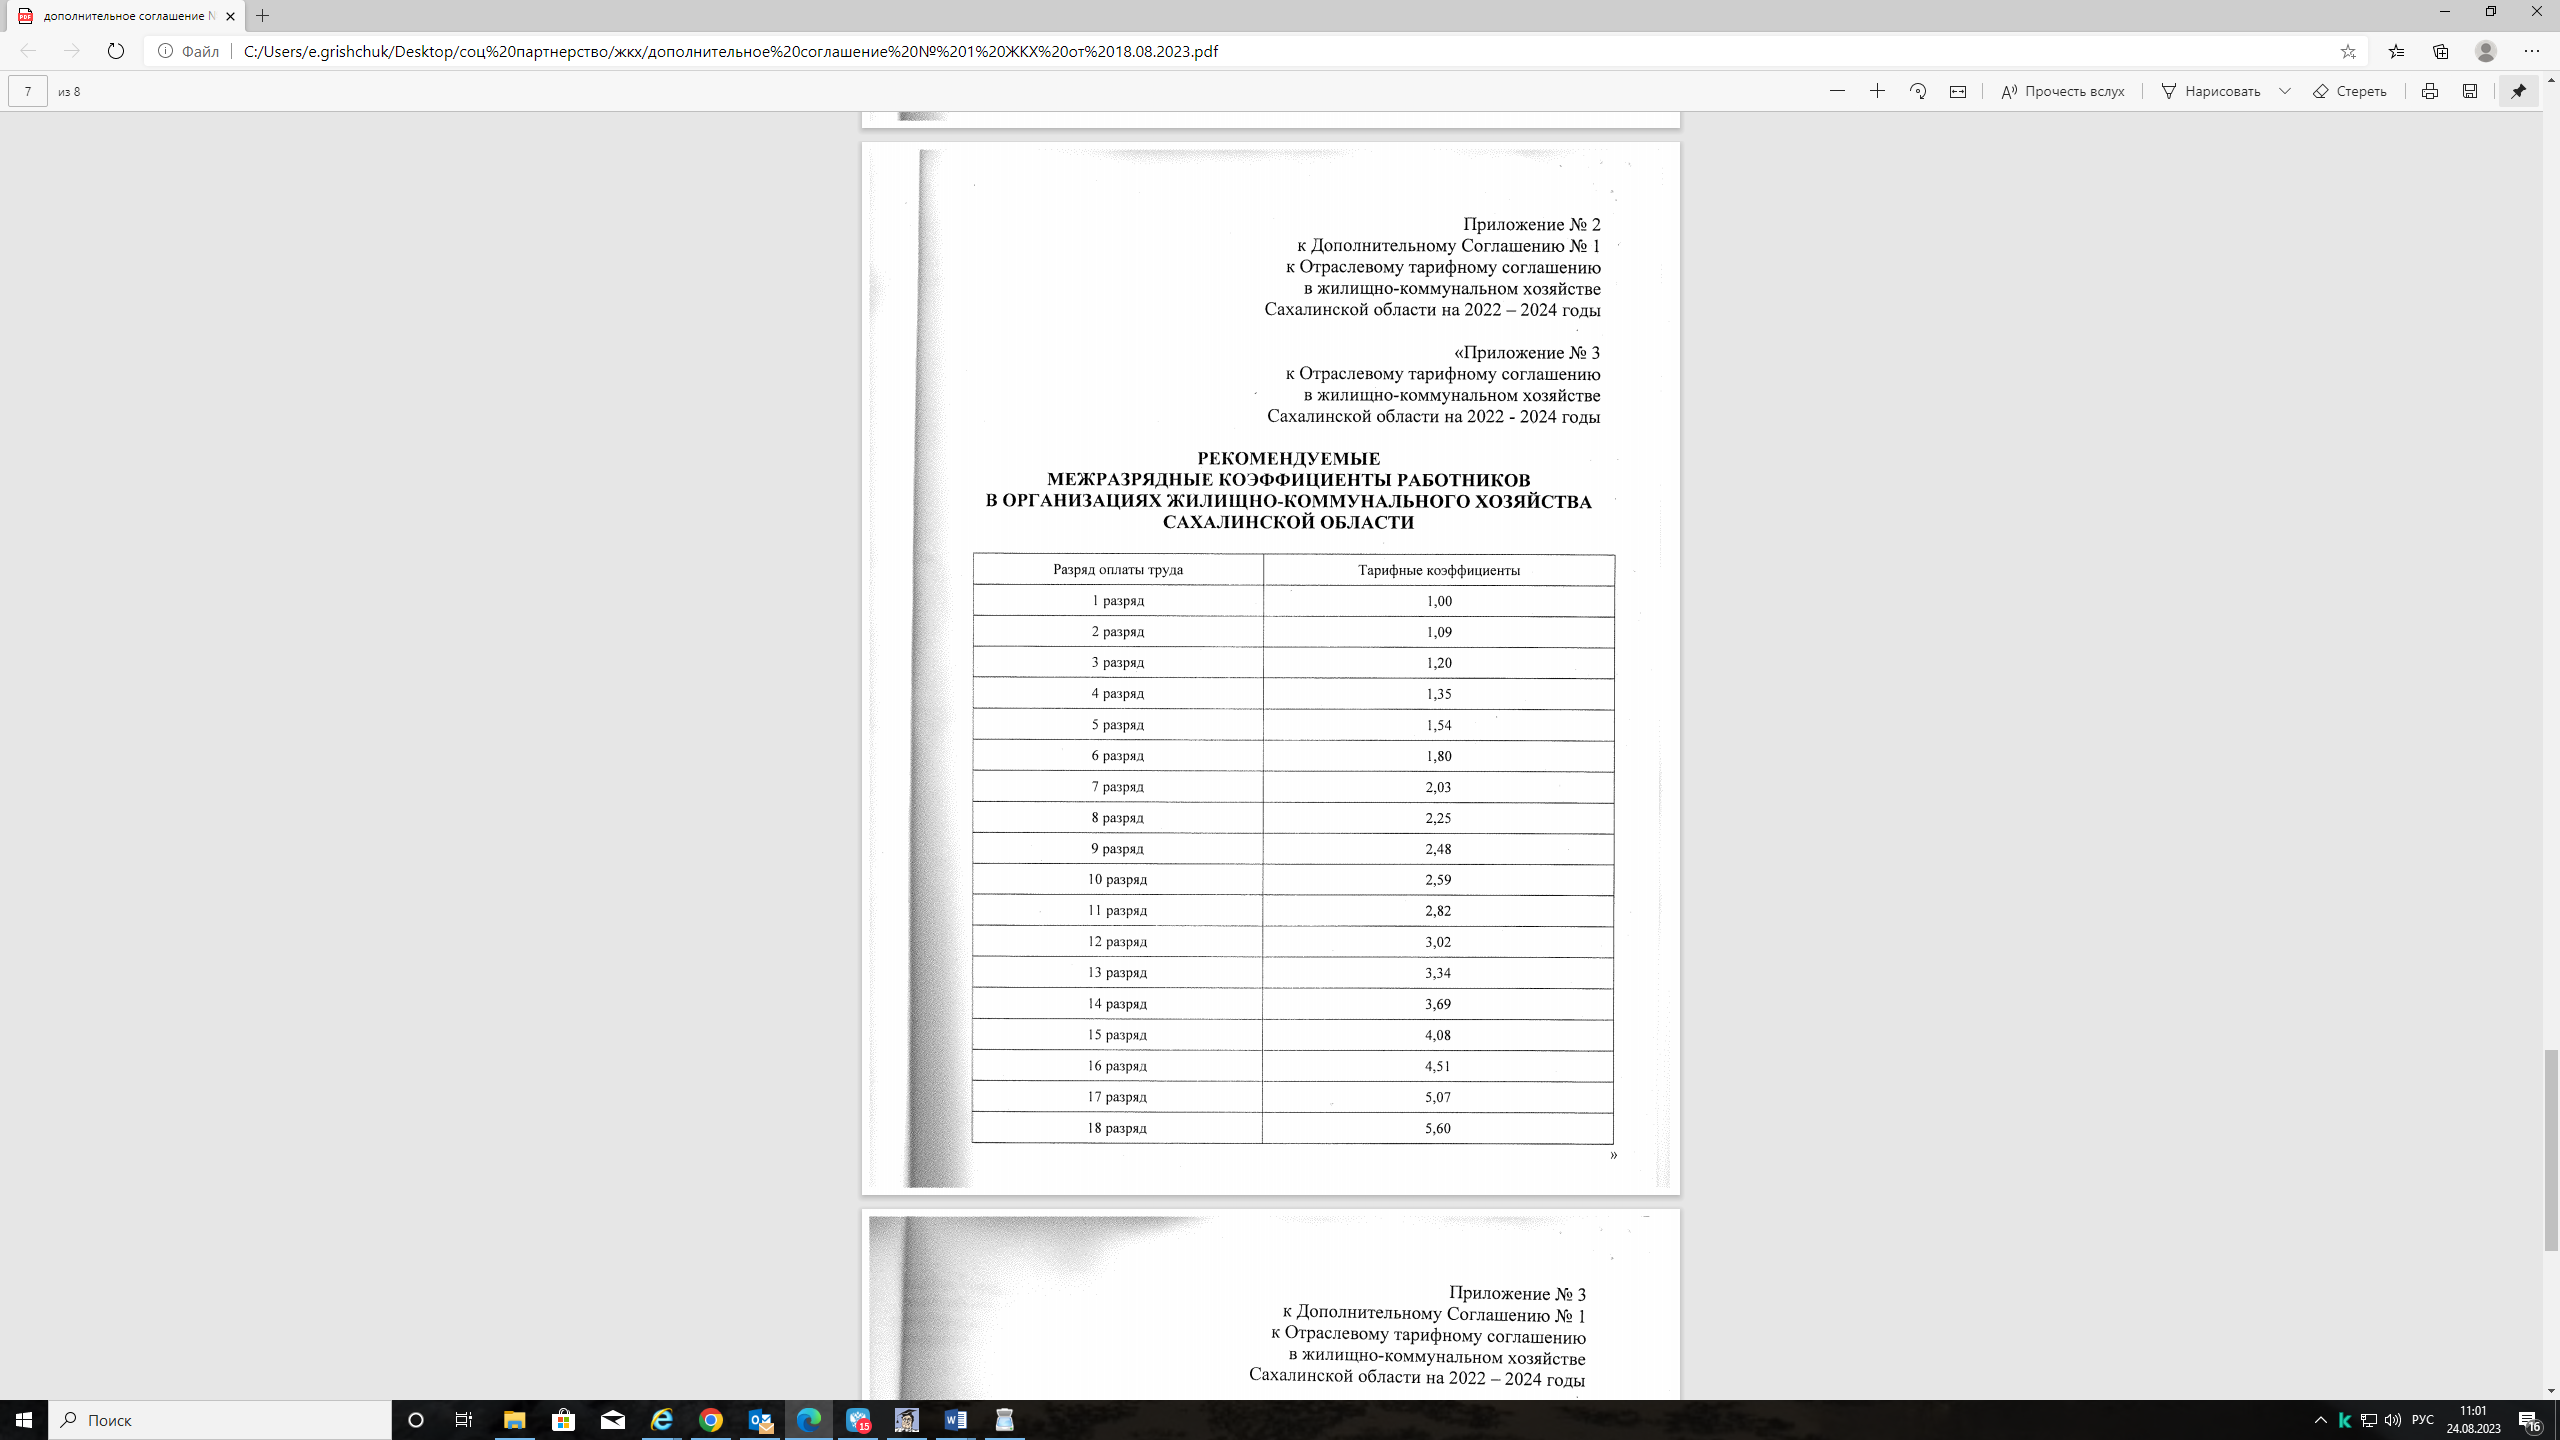 дополнительное соглашение №
Файл
C:/Users/e.grishchuk/Desktop/соц%20партнерство/жкх/дополнительное%20соглашение%20№%201%20ЖКХ%20от%2018.08.2023.pdf
7 из 8
Прочесть вслух
Нарисовать
Стереть
Приложение № 2
к Дополнительному Соглашению № 1
к Отраслевому тарифному соглашению
в жилищно-коммунальном хозяйстве
Сахалинской области на 2022 – 2024 годы
«Приложение № 3
к Отраслевому тарифному соглашению
в жилищно-коммунальном хозяйстве
Сахалинской области на 2022 - 2024 годы
РЕКОМЕНДУЕМЫЕ
МЕЖРАЗРЯДНЫЕ КОЭФФИЦИЕНТЫ РАБОТНИКОВ
В ОРГАНИЗАЦИЯХ ЖИЛИЩНО-КОММУНАЛЬНОГО ХОЗЯЙСТВА
САХАЛИНСКОЙ ОБЛАСТИ
Разряд оплаты труда Тарифные коэффициенты
1 разряд 1,00
2 разряд 1,09
3 разряд 1,20
4 разряд 1,35
5 разряд 1,54
6 разряд 1,80
7 разряд 2,03
8 разряд 2,25
9 разряд 2,48
10 разряд 2,59
11 разряд 2,82
12 разряд 3,02
13 разряд 3,34
14 разряд 3,69
15 разряд 4,08
16 разряд 4,51
17 разряд 5,07
18 разряд 5,60
»
Приложение № 3
к Дополнительному Соглашению № 1
к Отраслевому тарифному соглашению
в жилищно-коммунальном хозяйстве
Сахалинской области на 2022 – 2024 годы
Поиск
15
РУС
11:01
24.08.2023
16